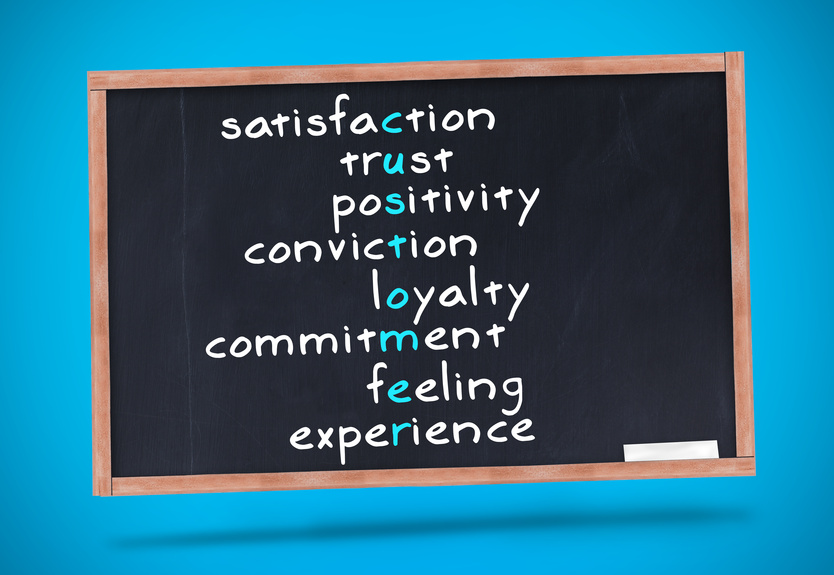 satisfaction
trust
positivity
conviction
loyalty
commitment
feeling
experience